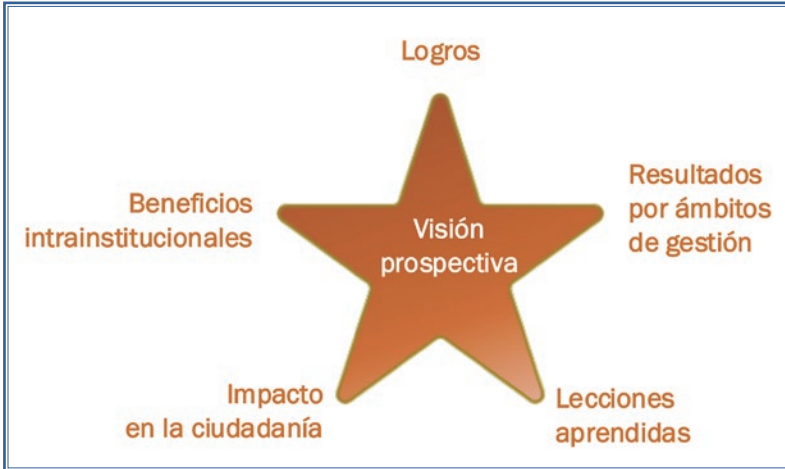 Logros
Beneficios
intrainstitucionales
Resultados
por ámbitos
de gestión
Visión
prospectiva
Impacto
en la ciudadanía
Lecciones
aprendidas